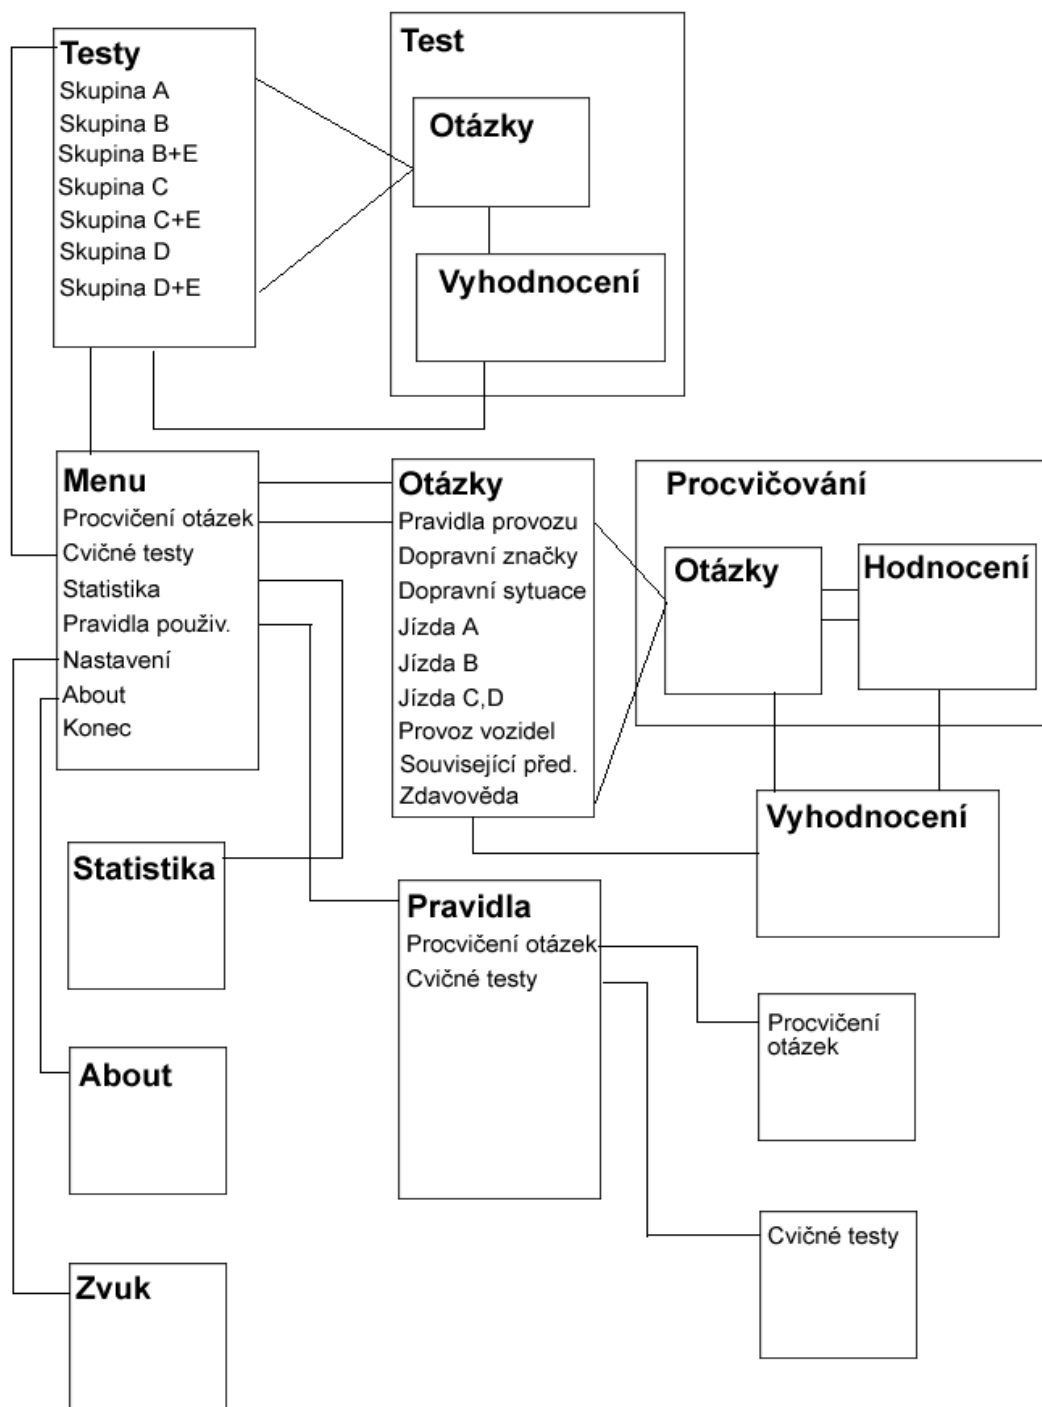 Testy
Skupina A
Skupina B
Skupina B+E
Skupina C
Skupina C+E
Skupina D
Skupina D+E
Test
Otázky
Vyhodnocení
Menu
Procvičení otázek
Cvičné testy
Statistika
Pravidla použiv.
Nastavení
About
Konec
Otázky
Pravidla provozu
Dopravní značky
Dopravní sytuace
Jízda A
Jízda B
Jízda C,D
Provoz vozidel
Související před.
Zdavověda
Procvičování
Otázky
Hodnocení
Vyhodnocení
Statistika
Pravidla
Procvičení otázek
Cvičné testy
Procvičení
otázek
About
Cvičné testy
Zvuk